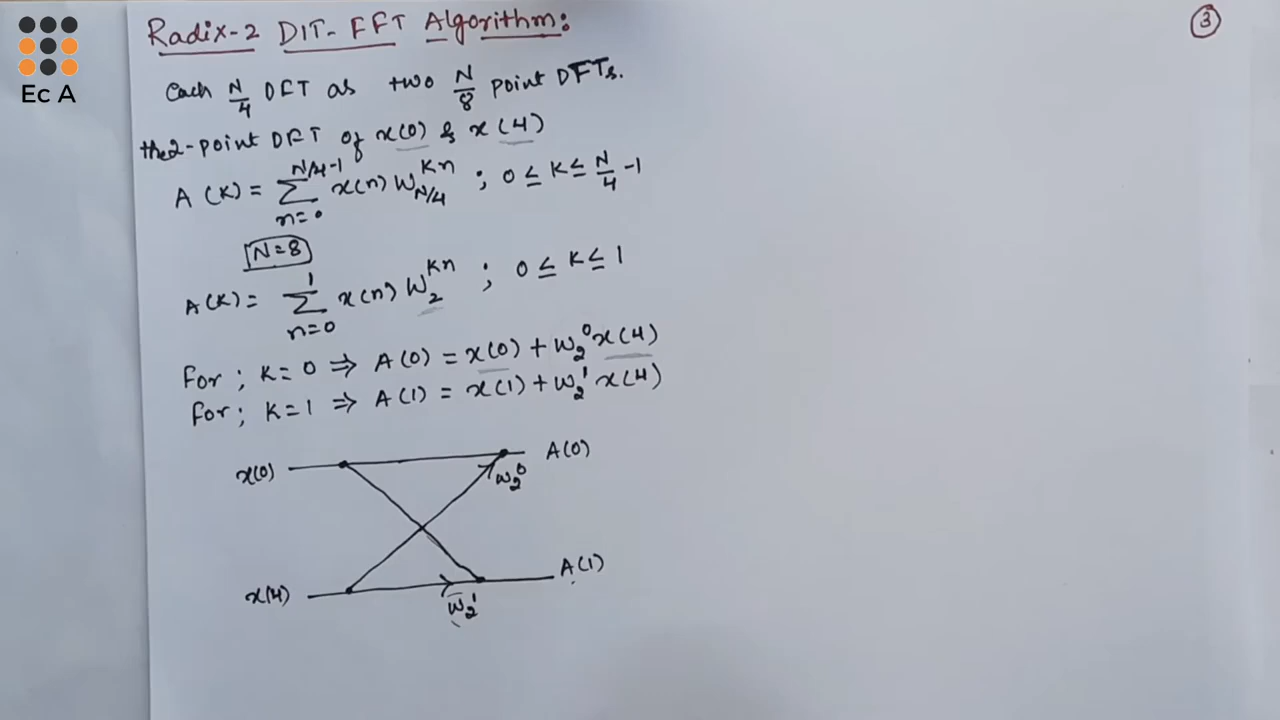 Ec A
Radix-2 DIT-FFT Algorithm:
3
Each N/4 DFT as two N/8 point DFTs.
the 2-point DFT of x(0) & x(4)
A(K) = Σ_{n=0}^{N/4-1} x(n) W_{N/4}^{Kn} ; 0 ≤ K ≤ N/4 -1
N=8
A(K) = Σ_{n=0}^{1} x(n) W_2^{Kn} ; 0 ≤ K ≤ 1
For ; K=0 ⇒ A(0) = x(0) + W_2^0 x(4)
for ; K=1 ⇒ A(1) = x(1) + W_2^1 x(4)
x(0) A(0)
W_2^0
x(4) A(1)
W_2^1